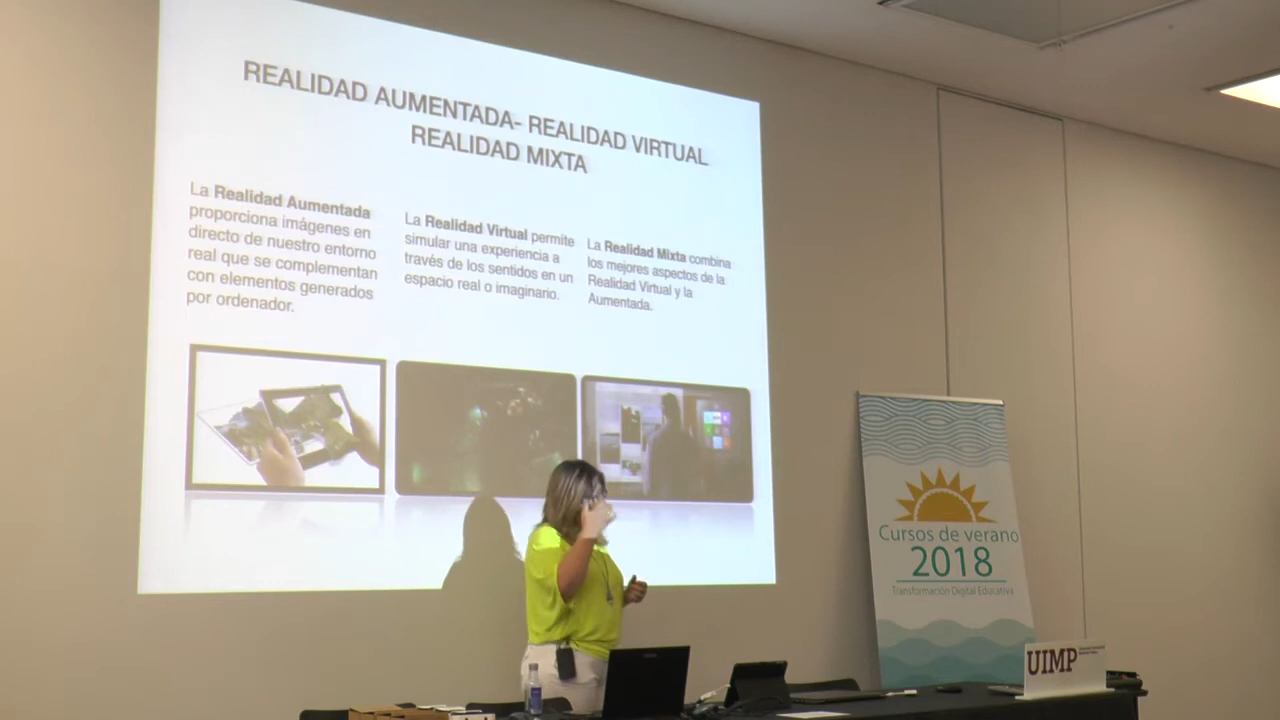 REALIDAD AUMENTADA- REALIDAD VIRTUAL
REALIDAD MIXTA
La Realidad Aumentada
proporciona imágenes en
directo de nuestro entorno
real que se complementan
con elementos generados
por ordenador.
La Realidad Virtual permite
simular una experiencia a
través de los sentidos en un
espacio real o imaginario.
La Realidad Mixta combina
los mejores aspectos de la
Realidad Virtual y la
Aumentada.
Cursos de verano
2018
Transformación Digital Educativa
UIMP